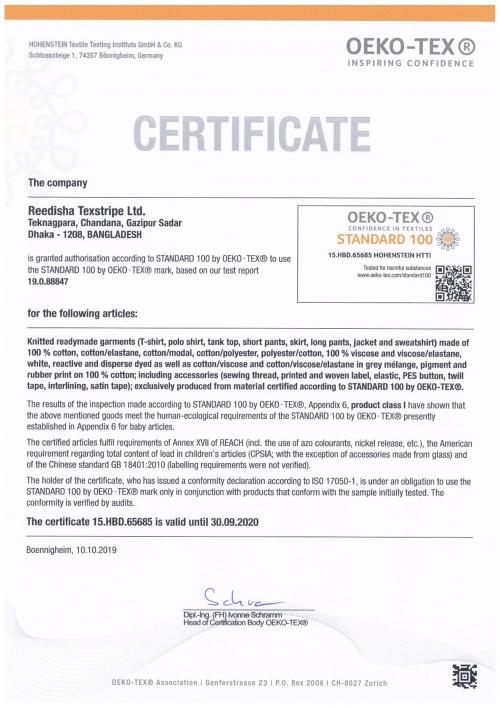 HOHENSTEIN Textile Testing Institute GmbH & Co. KG
Schlosssteige 1, 74357 Bönnigheim, Germany
OEKO-TEX®
INSPIRING CONFIDENCE
CERTIFICATE
The company
Reedisha Texstripe Ltd.
Teknagpara, Chandana, Gazipur Sadar
Dhaka - 1208, BANGLADESH
is granted authorisation according to STANDARD 100 by OEKO-TEX® to use
the STANDARD 100 by OEKO-TEX® mark, based on our test report
19.0.88847
OEKO-TEX®
CONFIDENCE IN TEXTILES
STANDARD 100
15.HBD.65685 HOHENSTEIN HTTI
Tested for harmful substances
www.oeko-tex.com/standard100
for the following articles:
Knitted readymade garments (T-shirt, polo shirt, tank top, short pants, skirt, long pants, jacket and sweatshirt) made of
100 % cotton, cotton/elastane, cotton/modal, cotton/polyester, polyester/cotton, 100 % viscose and viscose/elastane,
white, reactive and disperse dyed as well as cotton/viscose and cotton/viscose/elastane in grey mélange, pigment and
rubber print on 100 % cotton; including accessories (sewing thread, printed and woven label, elastic, PES button, twill
tape, interlining, satin tape); exclusively produced from material certified according to STANDARD 100 by OEKO-TEX®.
The results of the inspection made according to STANDARD 100 by OEKO-TEX®, Appendix 6, product class I have shown that
the above mentioned goods meet the human-ecological requirements of the STANDARD 100 by OEKO-TEX® presently
established in Appendix 6 for baby articles.
The certified articles fulfil requirements of Annex XVII of REACH (incl. the use of azo colourants, nickel release, etc.), the American
requirement regarding total content of lead in children's articles (CPSIA; with the exception of accessories made from glass) and
of the Chinese standard GB 18401:2010 (labelling requirements were not verified).
The holder of the certificate, who has issued a conformity declaration according to ISO 17050-1, is under an obligation to use the
STANDARD 100 by OEKO-TEX® mark only in conjunction with products that conform with the sample initially tested. The
conformity is verified by audits.
The certificate 15.HBD.65685 is valid until 30.09.2020
Boennigheim, 10.10.2019
Dipl.-Ing. (FH) Ivonne Schramm
Head of Certification Body OEKO-TEX®
OEKO-TEX® Association | Genferstrasse 23 | P.O. Box 2006 | CH-8027 Zurich